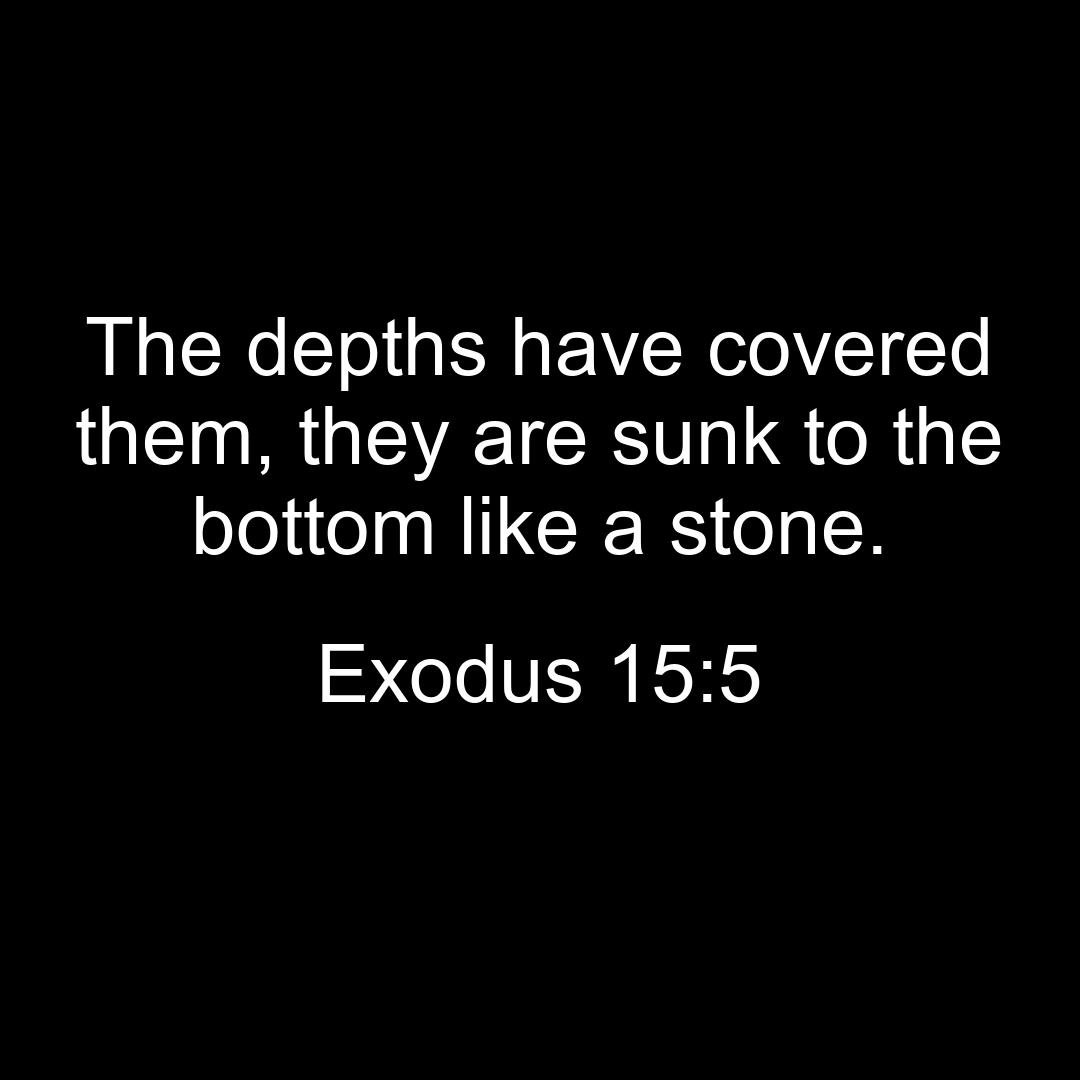 The depths have covered
them, they are sunk to the
bottom like a stone.
Exodus 15:5